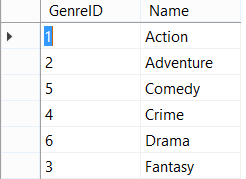 GenreID Name
1 Action
2 Adventure
5 Comedy
4 Crime
6 Drama
3 Fantasy